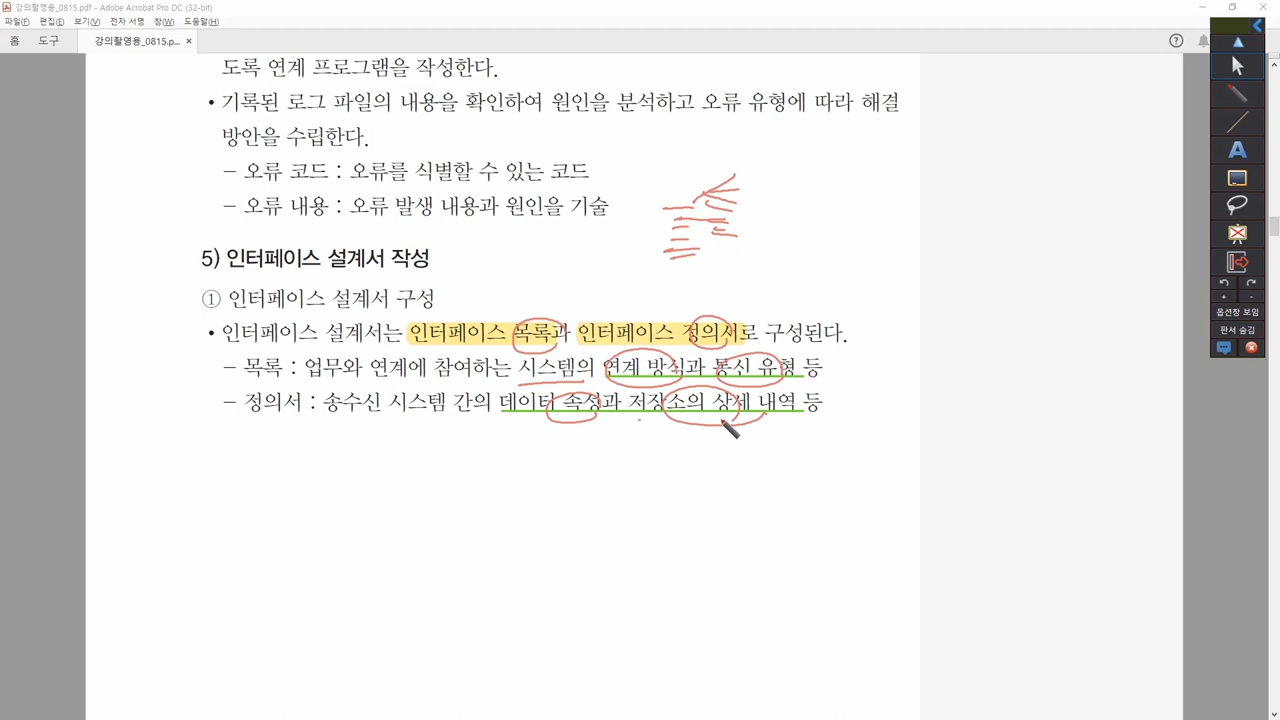 강의촬영용_0815.pdf - Adobe Acrobat Pro DC (32-bit)
파일(F) 편집(E) 보기(V) 전자 서명 창(W) 도움말(H)
홈 도구 강의촬영용_0815.p... ×
도록 연계 프로그램을 작성한다.
• 기록된 로그 파일의 내용을 확인하여 원인을 분석하고 오류 유형에 따라 해결
방안을 수립한다.
– 오류 코드 : 오류를 식별할 수 있는 코드
– 오류 내용 : 오류 발생 내용과 원인을 기술
5) 인터페이스 설계서 작성
① 인터페이스 설계서 구성
• 인터페이스 설계서는 인터페이스 목록과 인터페이스 정의서로 구성된다.
– 목록 : 업무와 연계에 참여하는 시스템의 연계 방식과 통신 유형 등
– 정의서 : 송수신 시스템 간의 데이터 속성과 저장소의 상세 내역 등
A
+ -
옵션창 보임
판서 숨김